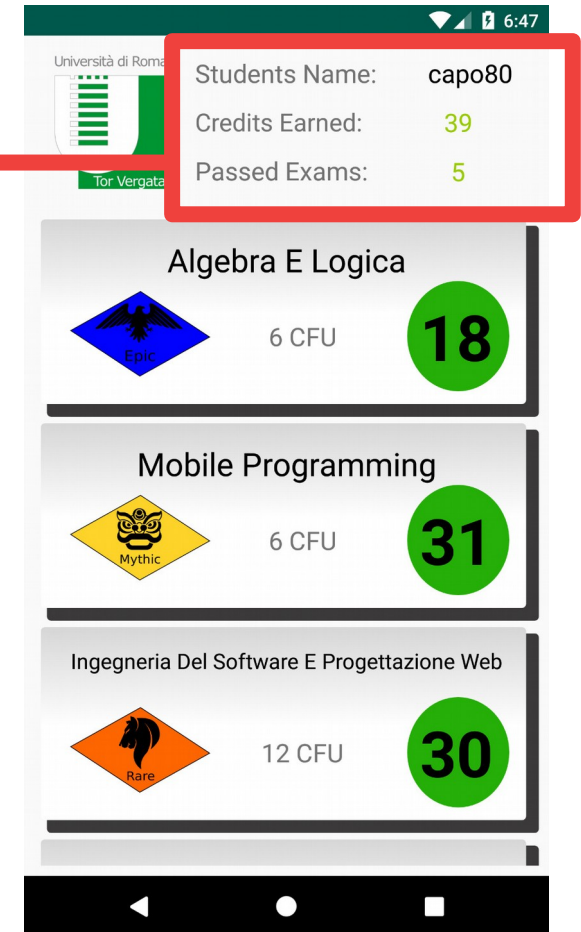 6:47
Università di Roma
Tor Vergata
Students Name: capo80
Credits Earned: 39
Passed Exams: 5
Algebra E Logica
Epic
6 CFU
18
Mobile Programming
Mythic
6 CFU
31
Ingegneria Del Software E Progettazione Web
Rare
12 CFU
30